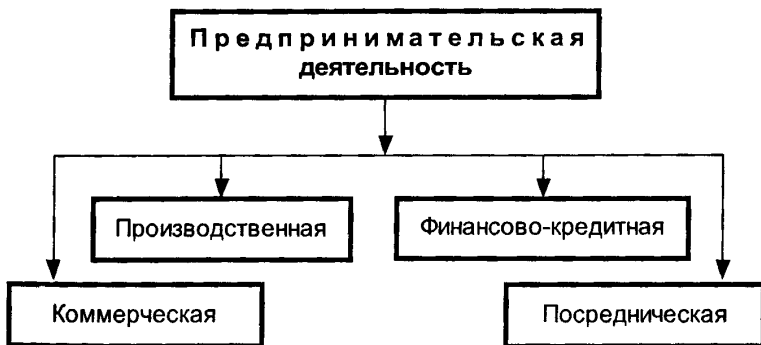 Предпринимательская
деятельность
Производственная
Финансово-кредитная
Коммерческая
Посредническая